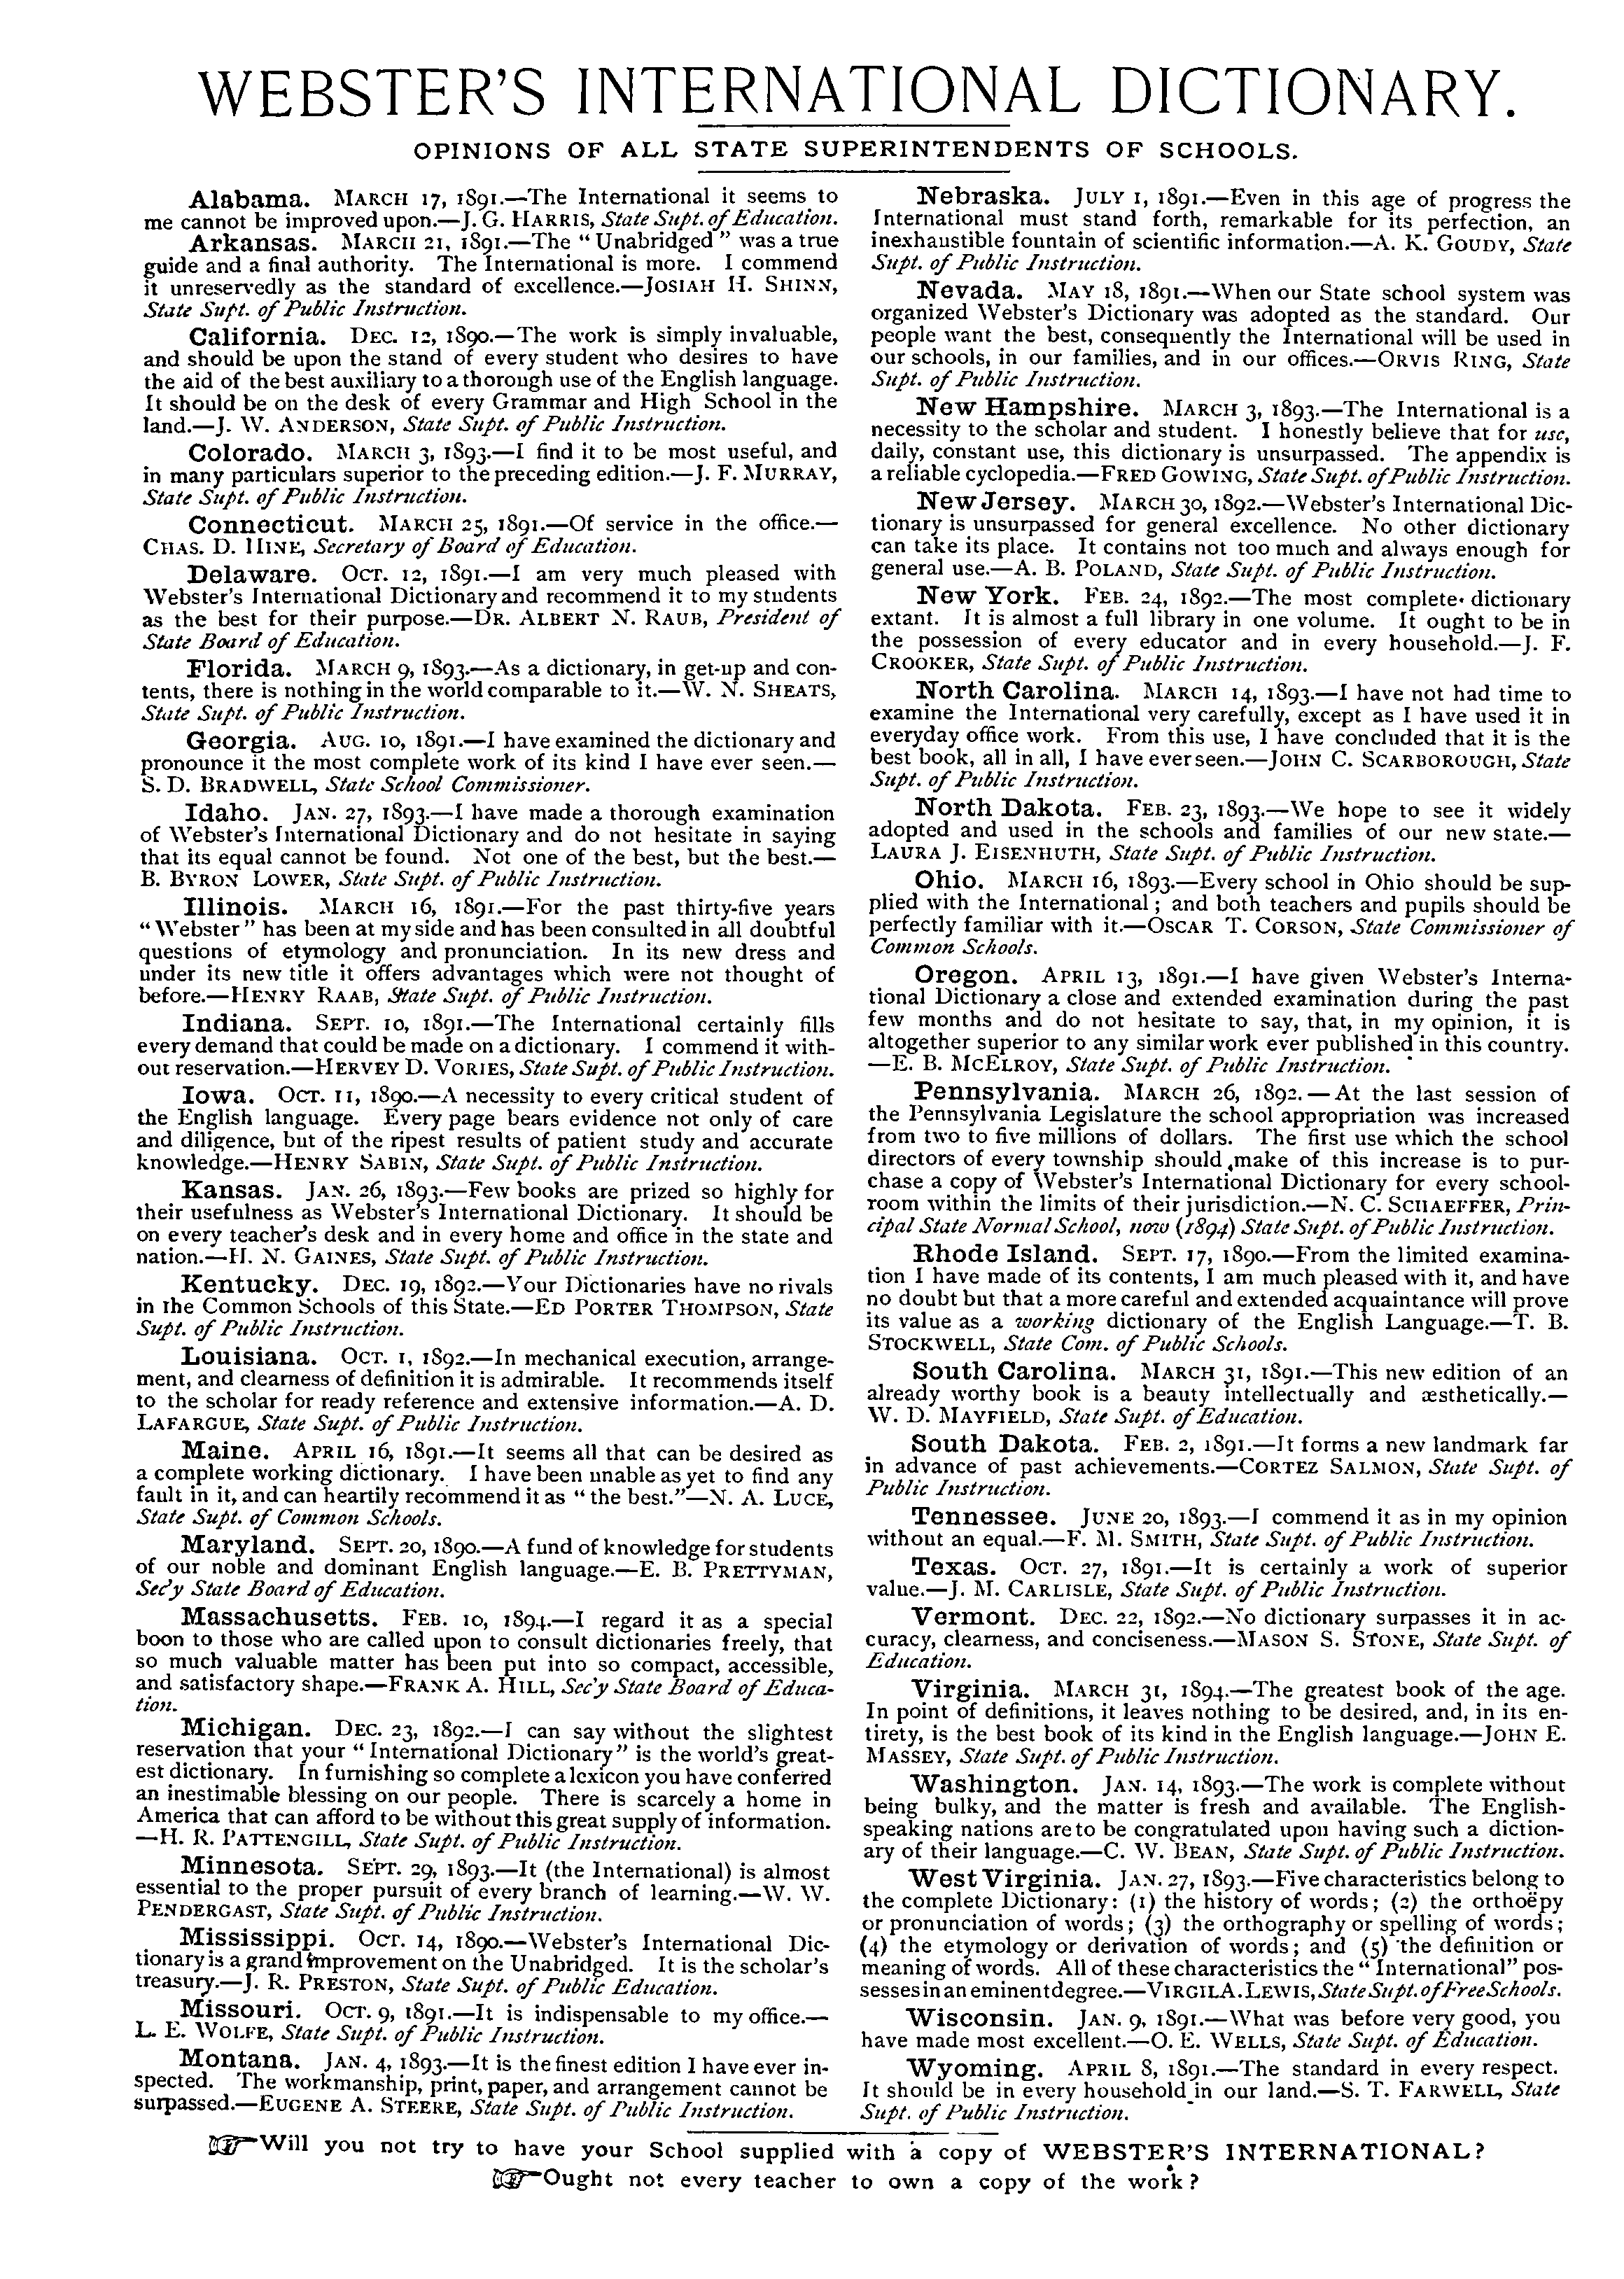 WEBSTER'S INTERNATIONAL DICTIONARY.
OPINIONS OF ALL STATE SUPERINTENDENTS OF SCHOOLS.
Alabama. MARCH 17, 1891.—The International it seems to
me cannot be improved upon.—J. G. HARRIS, State Supt. of Education.
Arkansas. MARCH 21, 1891.—The “Unabridged” was a true
guide and a final authority. The International is more. I commend
it unreservedly as the standard of excellence.—JOSIAH H. SHINN,
State Supt. of Public Instruction.
California. DEC. 12, 1890.—The work is simply invaluable,
and should be upon the stand of every student who desires to have
the aid of the best auxiliary to a thorough use of the English language.
It should be on the desk of every Grammar and High School in the
land.—J. W. ANDERSON, State Supt. of Public Instruction.
Colorado. MARCH 3, 1893.—I find it to be most useful, and
in many particulars superior to the preceding edition.—J. F. MURRAY,
State Supt. of Public Instruction.
Connecticut. MARCH 25, 1891.—Of service in the office.—
CHAS. D. HINE, Secretary of Board of Education.
Delaware. OCT. 12, 1891.—I am very much pleased with
Webster's International Dictionary and recommend it to my students
as the best for their purpose.—DR. ALBERT N. RAUB, President of
State Board of Education.
Florida. MARCH 9, 1893.—As a dictionary, in get-up and con-
tents, there is nothing in the world comparable to it.—W. N. SHEATS,
State Supt. of Public Instruction.
Georgia. AUG. 10, 1891.—I have examined the dictionary and
pronounce it the most complete work of its kind I have ever seen.—
S. D. BRADWELL, State School Commissioner.
Idaho. JAN. 27, 1893.—I have made a thorough examination
of Webster's International Dictionary and do not hesitate in saying
that its equal cannot be found. Not one of the best, but the best.—
B. BYRON LOWER, State Supt. of Public Instruction.
Illinois. MARCH 16, 1891.—For the past thirty-five years
“Webster” has been at my side and has been consulted in all doubtful
questions of etymology and pronunciation. In its new dress and
under its new title it offers advantages which were not thought of
before.—HENRY RAAB, State Supt. of Public Instruction.
Indiana. SEPT. 10, 1891.—The International certainly fills
every demand that could be made on a dictionary. I commend it with-
out reservation.—HERVEY D. VORIES, State Supt. of Public Instruction.
Iowa. OCT. 11, 1890.—A necessity to every critical student of
the English language. Every page bears evidence not only of care
and diligence, but of the ripest results of patient study and accurate
knowledge.—HENRY SABIN, State Supt. of Public Instruction.
Kansas. JAN. 26, 1893.—Few books are prized so highly for
their usefulness as Webster's International Dictionary. It should be
on every teacher's desk and in every home and office in the state and
nation.—H. N. GAINES, State Supt. of Public Instruction.
Kentucky. DEC. 19, 1892.—Your Dictionaries have no rivals
in the Common Schools of this State.—ED PORTER THOMPSON, State
Supt. of Public Instruction.
Louisiana. OCT. 1, 1892.—In mechanical execution, arrange-
ment, and clearness of definition it is admirable. It recommends itself
to the scholar for ready reference and extensive information.—A. D.
LAFARGUE, State Supt. of Public Instruction.
Maine. APRIL 16, 1891.—It seems all that can be desired as
a complete working dictionary. I have been unable as yet to find any
fault in it, and can heartily recommend it as “the best.”—N. A. LUCE,
State Supt. of Common Schools.
Maryland. SEPT. 20, 1890.—A fund of knowledge for students
of our noble and dominant English language.—E. B. PRETTYMAN,
Sec'y State Board of Education.
Massachusetts. FEB. 10, 1894.—I regard it as a special
boon to those who are called upon to consult dictionaries freely, that
so much valuable matter has been put into so compact, accessible,
and satisfactory shape.—FRANK A. HILL, Sec'y State Board of Educa-
tion.
Michigan. DEC. 23, 1892.—I can say without the slightest
reservation that your “International Dictionary” is the world's great-
est dictionary. In furnishing so complete a lexicon you have conferred
an inestimable blessing on our people. There is scarcely a home in
America that can afford to be without this great supply of information.
—H. R. PATTENGILL, State Supt. of Public Instruction.
Minnesota. SEPT. 29, 1893.—It (the International) is almost
essential to the proper pursuit of every branch of learning.—W. W.
PENDERGAST, State Supt. of Public Instruction.
Mississippi. OCT. 14, 1890.—Webster's International Dic-
tionary is a grand improvement on the Unabridged. It is the scholar's
treasury.—J. R. PRESTON, State Supt. of Public Education.
Missouri. OCT. 9, 1891.—It is indispensable to my office.—
L. E. WOLFE, State Supt. of Public Instruction.
Montana. JAN. 4, 1893.—It is the finest edition I have ever in-
spected. The workmanship, print, paper, and arrangement cannot be
surpassed.—EUGENE A. STEERE, State Supt. of Public Instruction.
Nebraska. JULY 1, 1891.—Even in this age of progress the
International must stand forth, remarkable for its perfection, an
inexhaustible fountain of scientific information.—A. K. GOUDY, State
Supt. of Public Instruction.
Nevada. MAY 18, 1891.—When our State school system was
organized Webster's Dictionary was adopted as the standard. Our
people want the best, consequently the International will be used in
our schools, in our families, and in our offices.—ORVIS RING, State
Supt. of Public Instruction.
New Hampshire. MARCH 3, 1893.—The International is a
necessity to the scholar and student. I honestly believe that for use,
daily, constant use, this dictionary is unsurpassed. The appendix is
a reliable cyclopedia.—FRED GOWING, State Supt. of Public Instruction.
New Jersey. MARCH 30, 1892.—Webster's International Dic-
tionary is unsurpassed for general excellence. No other dictionary
can take its place. It contains not too much and always enough for
general use.—A. B. POLAND, State Supt. of Public Instruction.
New York. FEB. 24, 1892.—The most complete dictionary
extant. It is almost a full library in one volume. It ought to be in
the possession of every educator and in every household.—J. F.
CROOKER, State Supt. of Public Instruction.
North Carolina. MARCH 14, 1893.—I have not had time to
examine the International very carefully, except as I have used it in
everyday office work. From this use, I have concluded that it is the
best book, all in all, I have ever seen.—JOHN C. SCARBOROUGH, State
Supt. of Public Instruction.
North Dakota. FEB. 23, 1893.—We hope to see it widely
adopted and used in the schools and families of our new state.—
LAURA J. EISENHUTH, State Supt. of Public Instruction.
Ohio. MARCH 16, 1893.—Every school in Ohio should be sup-
plied with the International; and both teachers and pupils should be
perfectly familiar with it.—OSCAR T. CORSON, State Commissioner of
Common Schools.
Oregon. APRIL 13, 1891.—I have given Webster's Interna-
tional Dictionary a close and extended examination during the past
few months and do not hesitate to say, that, in my opinion, it is
altogether superior to any similar work ever published in this country.
—E. B. MCELROY, State Supt. of Public Instruction.
Pennsylvania. MARCH 26, 1892.—At the last session of
the Pennsylvania Legislature the school appropriation was increased
from two to five millions of dollars. The first use which the school
directors of every township should make of this increase is to pur-
chase a copy of Webster's International Dictionary for every school-
room within the limits of their jurisdiction.—N. C. SCHAEFFER, Prin-
cipal State Normal School, now (1894) State Supt. of Public Instruction.
Rhode Island. SEPT. 17, 1890.—From the limited examina-
tion I have made of its contents, I am much pleased with it, and have
no doubt but that a more careful and extended acquaintance will prove
its value as a working dictionary of the English Language.—T. B.
STOCKWELL, State Com. of Public Schools.
South Carolina. MARCH 31, 1891.—This new edition of an
already worthy book is a beauty intellectually and æsthetically.—
W. D. MAYFIELD, State Supt. of Education.
South Dakota. FEB. 2, 1891.—It forms a new landmark far
in advance of past achievements.—CORTEZ SALMON, State Supt. of
Public Instruction.
Tennessee. JUNE 20, 1893.—I commend it as in my opinion
without an equal.—F. M. SMITH, State Supt. of Public Instruction.
Texas. OCT. 27, 1891.—It is certainly a work of superior
value.—J. M. CARLISLE, State Supt. of Public Instruction.
Vermont. DEC. 22, 1892.—No dictionary surpasses it in ac-
curacy, clearness, and conciseness.—MASON S. STONE, State Supt. of
Education.
Virginia. MARCH 31, 1894.—The greatest book of the age.
In point of definitions, it leaves nothing to be desired, and, in its en-
tirety, is the best book of its kind in the English language.—JOHN E.
MASSEY, State Supt. of Public Instruction.
Washington. JAN. 14, 1893.—The work is complete without
being bulky, and the matter is fresh and available. The English-
speaking nations are to be congratulated upon having such a diction-
ary of their language.—C. W. BEAN, State Supt. of Public Instruction.
West Virginia. JAN. 27, 1893.—Five characteristics belong to
the complete Dictionary: (1) the history of words; (2) the orthoëpy
or pronunciation of words; (3) the orthography or spelling of words;
(4) the etymology or derivation of words; and (5) the definition or
meaning of words. All of these characteristics the “International” pos-
sesses in an eminent degree.—VIRGIL A. LEWIS, State Supt. of Free Schools.
Wisconsin. JAN. 9, 1891.—What was before very good, you
have made most excellent.—O. E. WELLS, State Supt. of Education.
Wyoming. APRIL 8, 1891.—The standard in every respect.
It should be in every household in our land.—S. T. FARWELL, State
Supt. of Public Instruction.
☞Will you not try to have your School supplied with a copy of WEBSTER'S INTERNATIONAL?
☞Ought not every teacher to own a copy of the work?